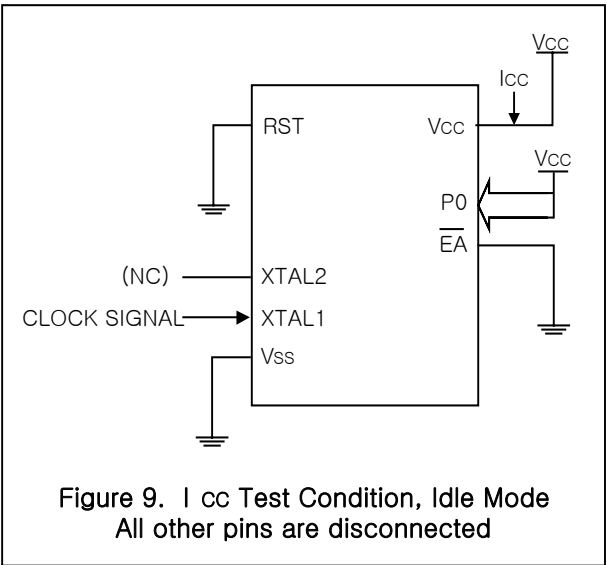 Vcc
Icc
RST
Vcc
Vcc
P0
EA
(NC)
XTAL2
CLOCK SIGNAL
XTAL1
Vss
Figure 9. I cc Test Condition, Idle Mode
All other pins are disconnected